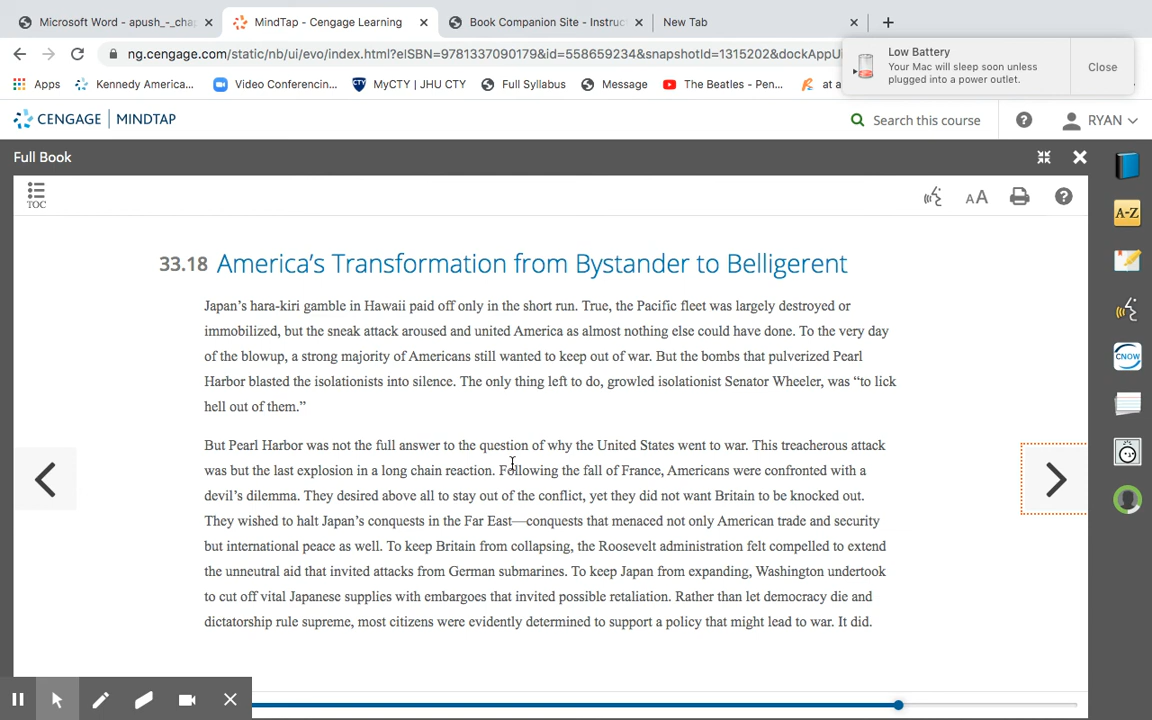 Microsoft Word - apush_-_cha
MindTap - Cengage Learning
Book Companion Site - Instruc
New Tab
ng.cengage.com/static/nb/ui/evo/index.html?eISBN=9781337090179&id=558659234&snapshotId=1315202&dockAppU
Low Battery
Your Mac will sleep soon unless
plugged into a power outlet.
Close
Apps
Kennedy America...
Video Conferencin...
MyCTY | JHU CTY
Full Syllabus
Message
The Beatles - Pen...
at a
CENGAGE | MINDTAP
Search this course
RYAN
Full Book
TOC
AA
A-Z
CNOW
33.18 America's Transformation from Bystander to Belligerent
Japan's hara-kiri gamble in Hawaii paid off only in the short run. True, the Pacific fleet was largely destroyed or
immobilized, but the sneak attack aroused and united America as almost nothing else could have done. To the very day
of the blowup, a strong majority of Americans still wanted to keep out of war. But the bombs that pulverized Pearl
Harbor blasted the isolationists into silence. The only thing left to do, growled isolationist Senator Wheeler, was “to lick
hell out of them.”
But Pearl Harbor was not the full answer to the question of why the United States went to war. This treacherous attack
was but the last explosion in a long chain reaction. Following the fall of France, Americans were confronted with a
devil's dilemma. They desired above all to stay out of the conflict, yet they did not want Britain to be knocked out.
They wished to halt Japan's conquests in the Far East—conquests that menaced not only American trade and security
but international peace as well. To keep Britain from collapsing, the Roosevelt administration felt compelled to extend
the unneutral aid that invited attacks from German submarines. To keep Japan from expanding, Washington undertook
to cut off vital Japanese supplies with embargoes that invited possible retaliation. Rather than let democracy die and
dictatorship rule supreme, most citizens were evidently determined to support a policy that might lead to war. It did.